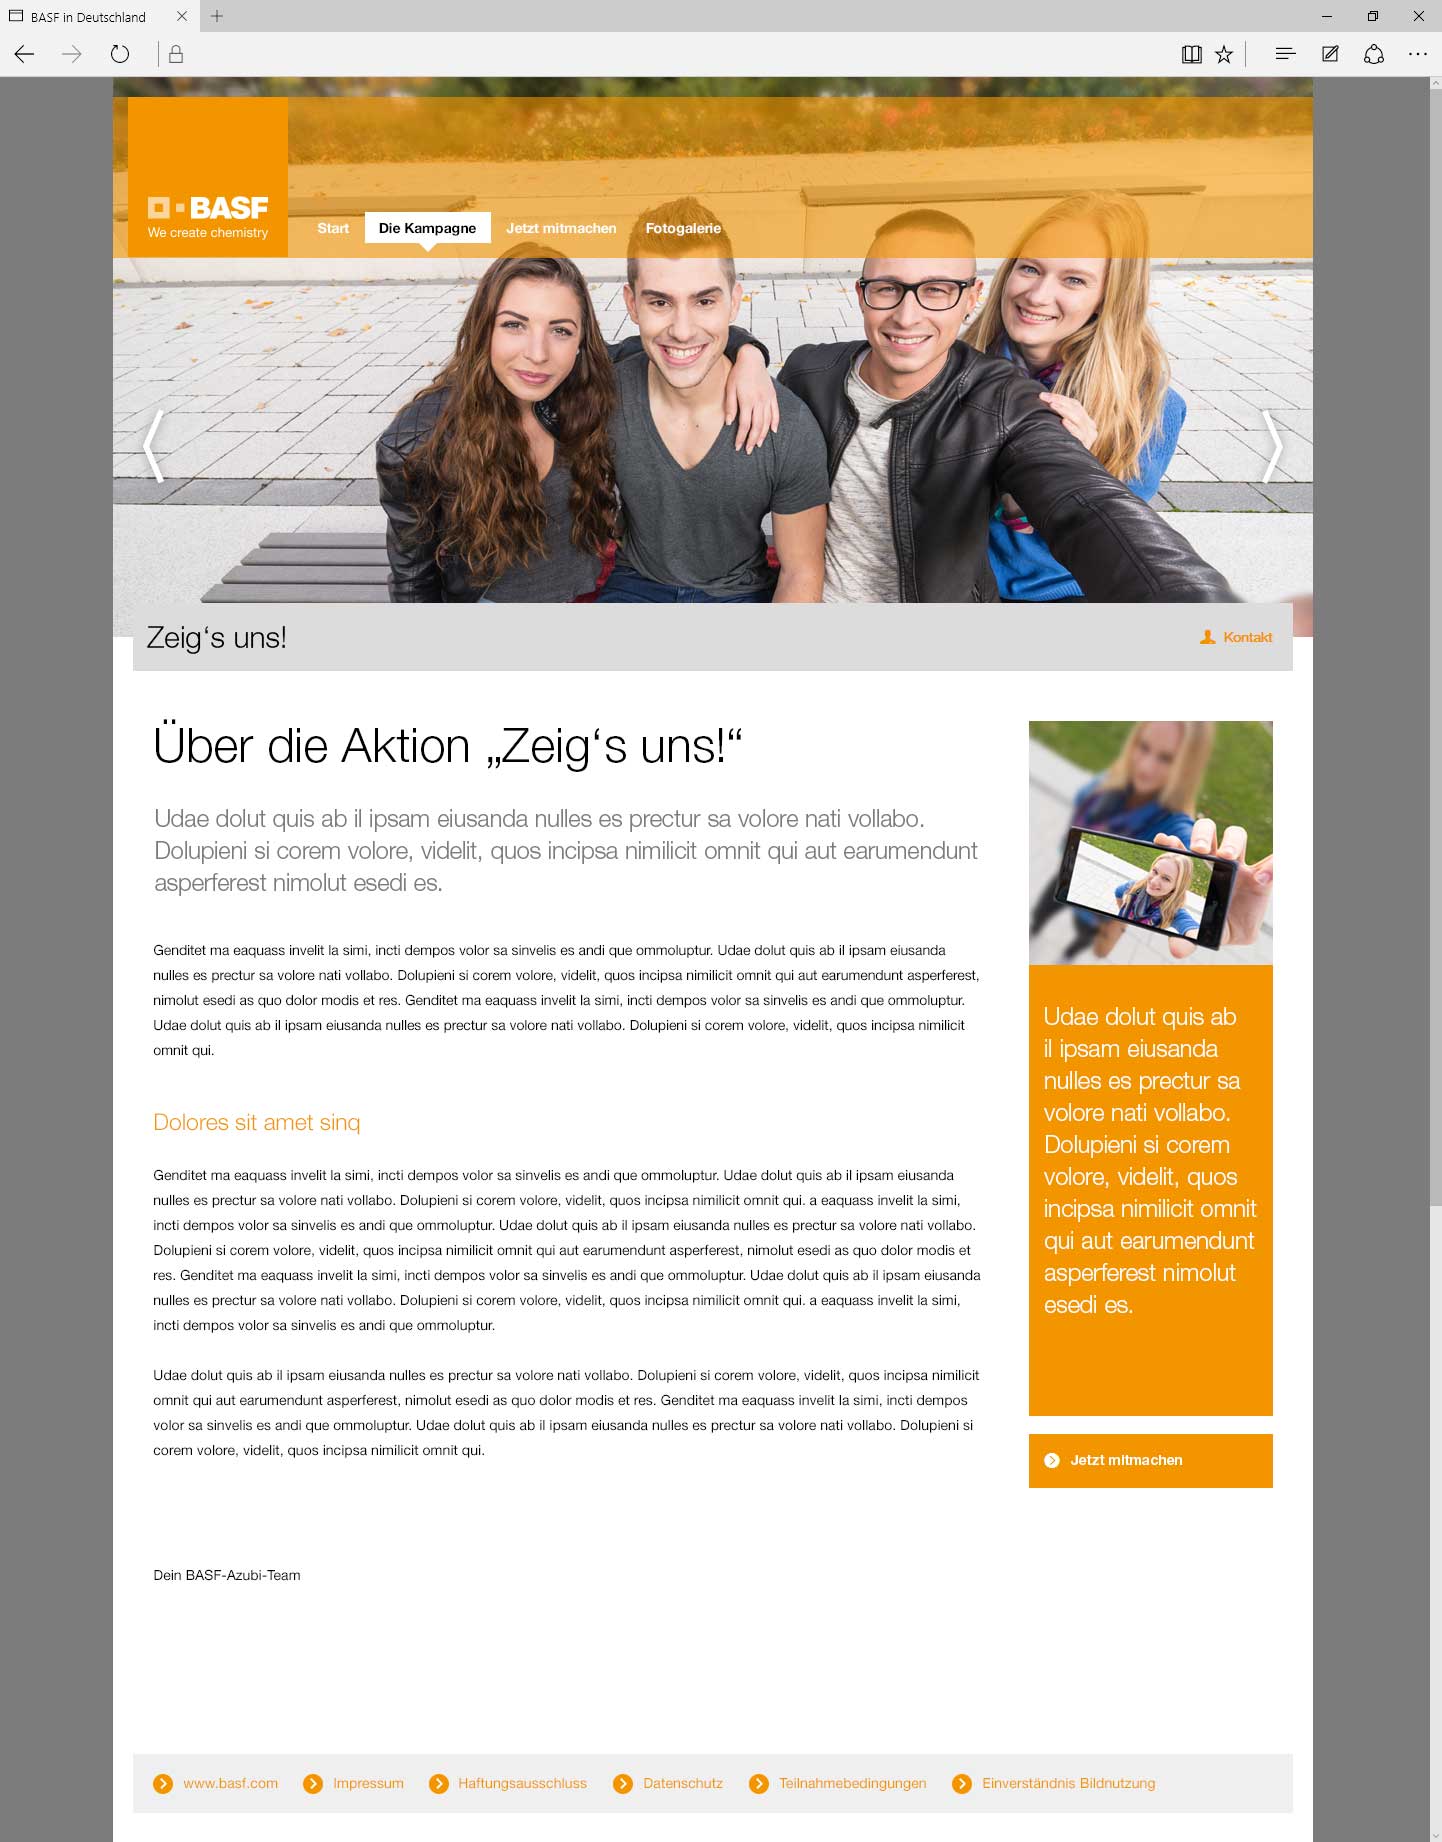 BASF in Deutschland
BASF
We create chemistry
Start
Die Kampagne
Jetzt mitmachen
Fotogalerie
Zeig‘s uns!
Kontakt
Über die Aktion „Zeig‘s uns!“
Udae dolut quis ab il ipsam eiusanda nulles es prectur sa volore nati vollabo.
Dolupieni si corem volore, videlit, quos incipsa nimilicit omnit qui aut earumendunt
asperferest nimolut esedi es.
Genditet ma eaquass invelit la simi, incti dempos volor sa sinvelis es andi que ommoluptur. Udae dolut quis ab il ipsam eiusanda
nulles es prectur sa volore nati vollabo. Dolupieni si corem volore, videlit, quos incipsa nimilicit omnit qui aut earumendunt asperferest,
nimolut esedi as quo dolor modis et res. Genditet ma eaquass invelit la simi, incti dempos volor sa sinvelis es andi que ommoluptur.
Udae dolut quis ab il ipsam eiusanda nulles es prectur sa volore nati vollabo. Dolupieni si corem volore, videlit, quos incipsa nimilicit
omnit qui.
Dolores sit amet sinq
Genditet ma eaquass invelit la simi, incti dempos volor sa sinvelis es andi que ommoluptur. Udae dolut quis ab il ipsam eiusanda
nulles es prectur sa volore nati vollabo. Dolupieni si corem volore, videlit, quos incipsa nimilicit omnit qui. a eaquass invelit la simi,
incti dempos volor sa sinvelis es andi que ommoluptur. Udae dolut quis ab il ipsam eiusanda nulles es prectur sa volore nati vollabo.
Dolupieni si corem volore, videlit, quos incipsa nimilicit omnit qui aut earumendunt asperferest, nimolut esedi as quo dolor modis et
res. Genditet ma eaquass invelit la simi, incti dempos volor sa sinvelis es andi que ommoluptur. Udae dolut quis ab il ipsam eiusanda
nulles es prectur sa volore nati vollabo. Dolupieni si corem volore, videlit, quos incipsa nimilicit omnit qui. a eaquass invelit la simi,
incti dempos volor sa sinvelis es andi que ommoluptur.
Udae dolut quis ab il ipsam eiusanda nulles es prectur sa volore nati vollabo. Dolupieni si corem volore, videlit, quos incipsa nimilicit
omnit qui aut earumendunt asperferest, nimolut esedi as quo dolor modis et res. Genditet ma eaquass invelit la simi, incti dempos
volor sa sinvelis es andi que ommoluptur. Udae dolut quis ab il ipsam eiusanda nulles es prectur sa volore nati vollabo. Dolupieni si
corem volore, videlit, quos incipsa nimilicit omnit qui.
Dein BASF-Azubi-Team
Udae dolut quis ab
il ipsam eiusanda
nulles es prectur sa
volore nati vollabo.
Dolupieni si corem
volore, videlit, quos
incipsa nimilicit omnit
qui aut earumendunt
asperferest nimolut
esedi es.
Jetzt mitmachen
www.basf.com
Impressum
Haftungsausschluss
Datenschutz
Teilnahmebedingungen
Einverständnis Bildnutzung